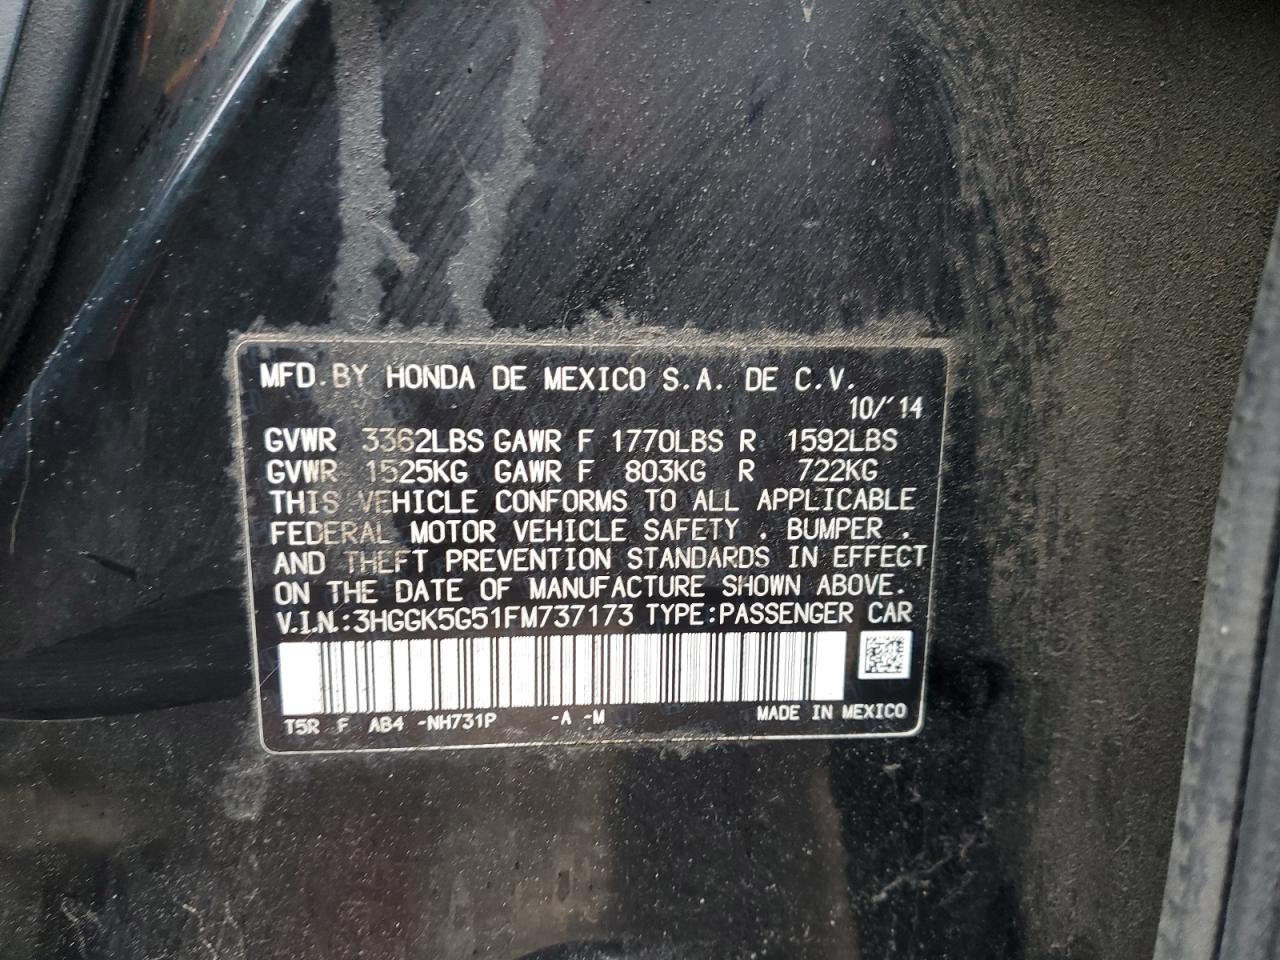 MFD. BY HONDA DE MEXICO S.A. DE C.V.
10/'14
GVWR 3362LBS GAWR F 1770LBS R 1592LBS
GVWR 1525KG GAWR F 803KG R 722KG
THIS VEHICLE CONFORMS TO ALL APPLICABLE
FEDERAL MOTOR VEHICLE SAFETY , BUMPER ,
AND THEFT PREVENTION STANDARDS IN EFFECT
ON THE DATE OF MANUFACTURE SHOWN ABOVE.
V.I.N.:3HGGK5G51FM737173 TYPE:PASSENGER CAR
T5R F AB4 -NH731P -A -M MADE IN MEXICO